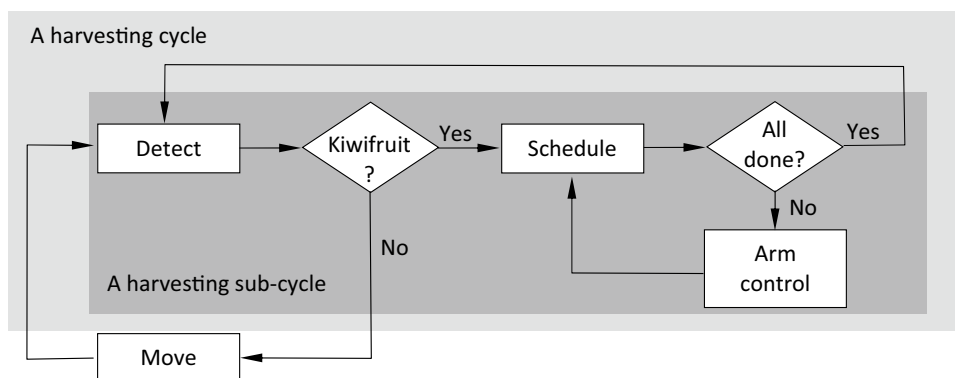 A harvesting cycle
Detect
Kiwifruit
?
Yes
Schedule
All
done?
Yes
No
No
Arm
control
A harvesting sub-cycle
Move